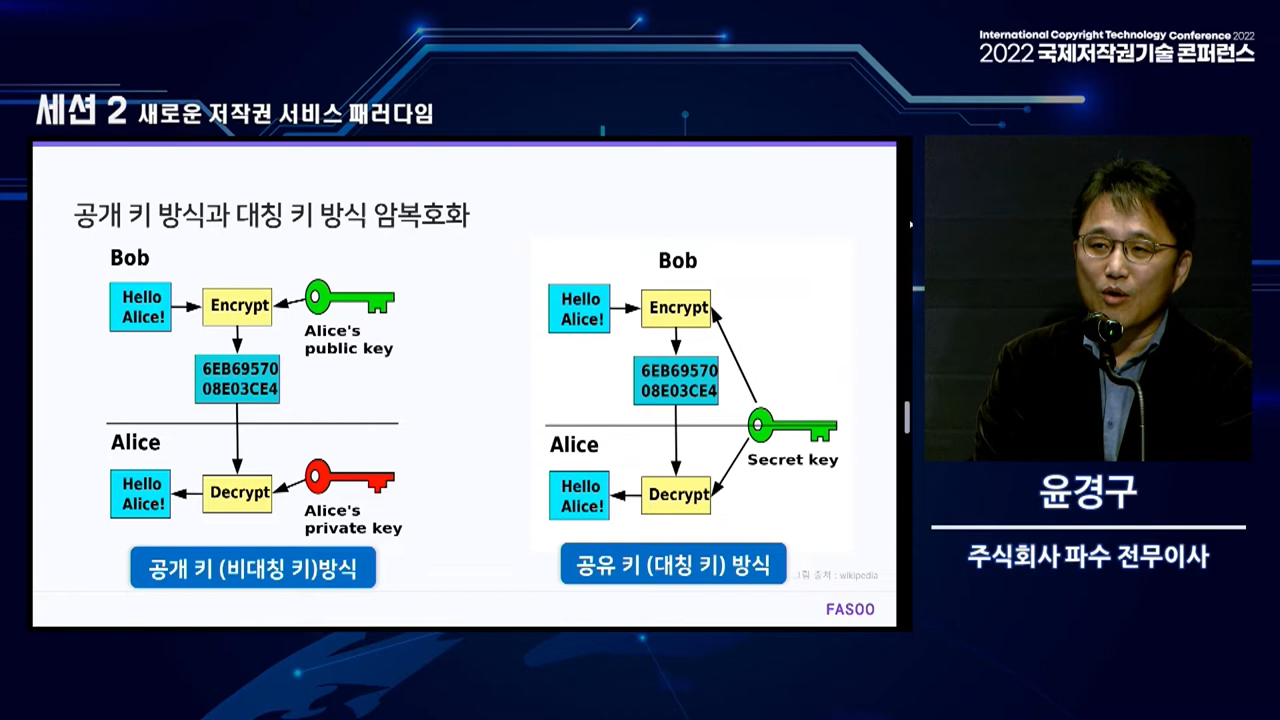 International Copyright Technology Conference 2022
2022 국제저작권기술 콘퍼런스
세션 2 새로운 저작권 서비스 패러다임
공개 키 방식과 대칭 키 방식 암복호화
Bob
Hello
Alice!
Encrypt
Alice's
public key
6EB69570
08E03CE4
Alice
Hello
Alice!
Decrypt
Alice's
private key
공개 키 (비대칭 키)방식
Bob
Hello
Alice!
Encrypt
6EB69570
08E03CE4
Secret key
Alice
Hello
Alice!
Decrypt
공유 키 (대칭 키) 방식
출처 : wikipedia
FASOO
윤경구
주식회사 파수 전무이사